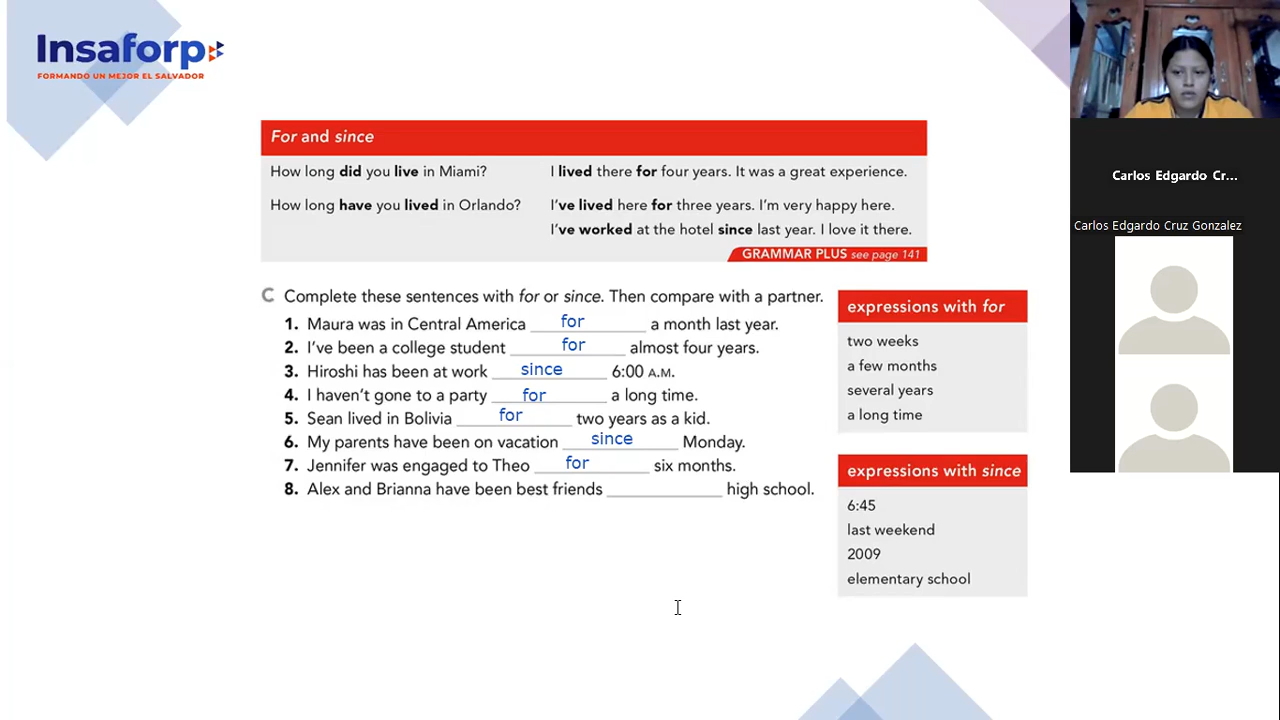 Insaforp
FORMANDO UN MEJOR EL SALVADOR
For and since
How long did you live in Miami? I lived there for four years. It was a great experience.
How long have you lived in Orlando? I've lived here for three years. I'm very happy here.
I've worked at the hotel since last year. I love it there.
GRAMMAR PLUS see page 141
C Complete these sentences with for or since. Then compare with a partner.
1. Maura was in Central America for a month last year.
2. I've been a college student for almost four years.
3. Hiroshi has been at work since 6:00 A.M.
4. I haven't gone to a party for a long time.
5. Sean lived in Bolivia for two years as a kid.
6. My parents have been on vacation since Monday.
7. Jennifer was engaged to Theo for six months.
8. Alex and Brianna have been best friends ____________ high school.
expressions with for
two weeks
a few months
several years
a long time
expressions with since
6:45
last weekend
2009
elementary school
Carlos Edgardo Cr...
Carlos Edgardo Cruz Gonzalez